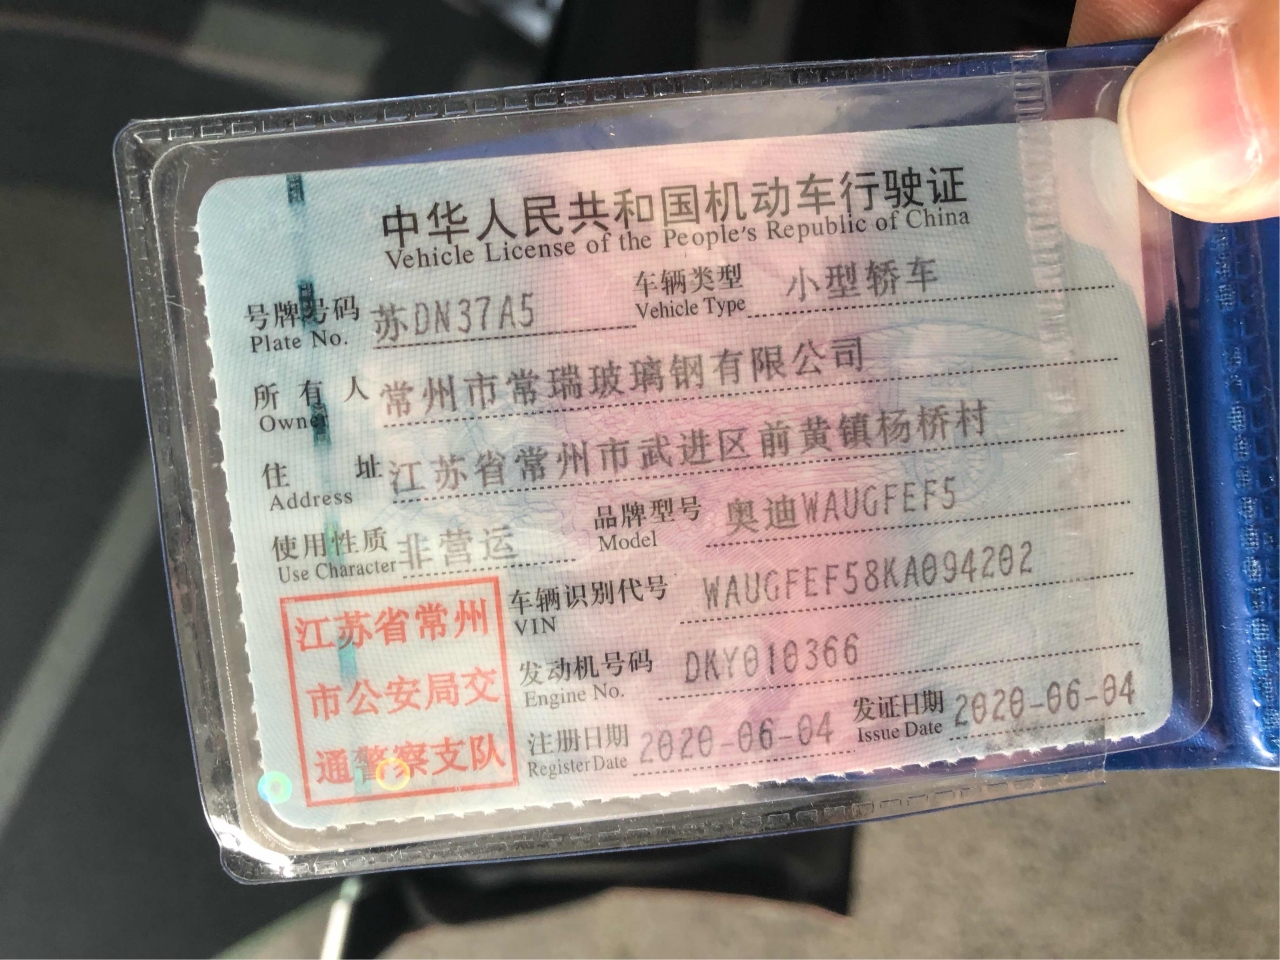 中华人民共和国机动车行驶证
Vehicle License of the People's Republic of China
号牌号码 苏DN37A5 车辆类型 小型轿车
Plate No. Vehicle Type
所有人 常州市常瑞玻璃钢有限公司
Owner
住址 江苏省常州市武进区前黄镇杨桥村
Address
使用性质 非营运 品牌型号 奥迪WAUGFEF5
Use Character Model
车辆识别代号 WAUGFEF58KA094202
VIN
发动机号码 DKY010366
Engine No.
注册日期 2020-06-04 发证日期 2020-06-04
Register Date Issue Date
江苏省常州
市公安局交
通警察支队